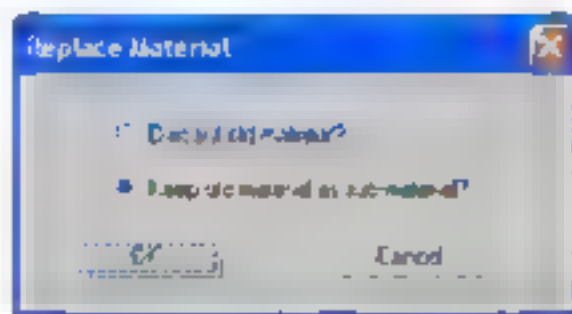 Replace Material
Discard old material?
Keep old material as sub-material?
OK
Cancel